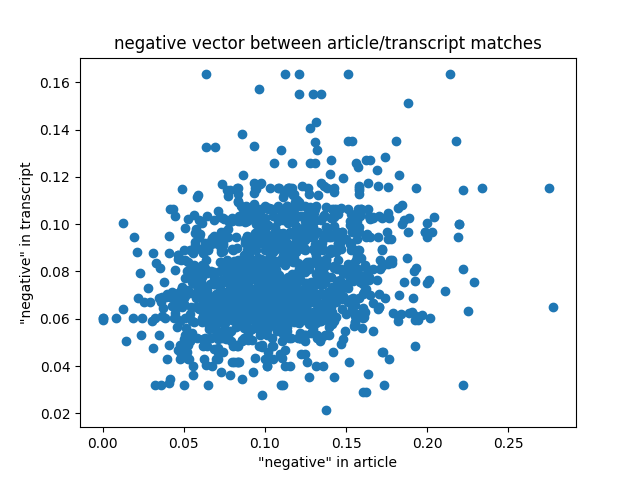 negative vector between article/transcript matches
0.16
0.14
0.12
0.10
0.08
0.06
0.04
0.02
"negative" in transcript
0.00 0.05 0.10 0.15 0.20 0.25
"negative" in article